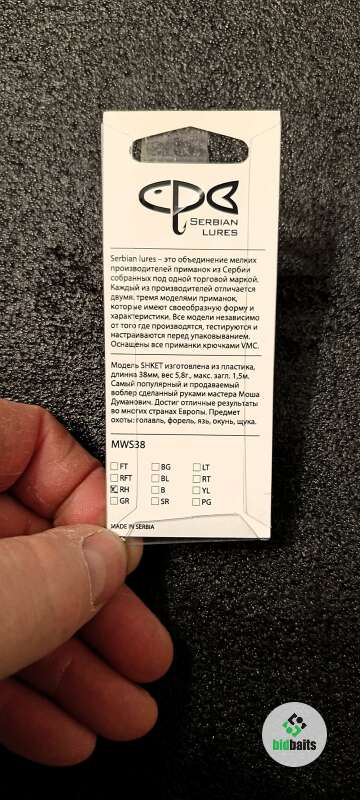 СРБ
SERBIAN
LURES
Serbian lures – это объединение мелких
производителей приманок из Сербии
собранных под одной торговой маркой.
Каждый из производителей отличается
двумя, тремя моделями приманок,
которые имеют своеобразную форму и
характеристики. Все модели независимо
от того где производятся, тестируются и
настраиваются перед упаковыванием.
Оснащены все приманки крючками VMC.
Модель SHKET изготовлена из пластика,
длинна 38мм, вес 5,8г., макс. загл. 1,5м.
Самый популярный и продаваемый
воблер сделаный руками мастера Моша
Думанович. Достиг отличные результаты
во многих странах Европы. Предмет
охоты: голавль, форель, язь, окунь, щука.
MWS38
FT BG LT
RFT BL RT
RH B YL
GR SR PG
MADE IN SERBIA
bidbaits